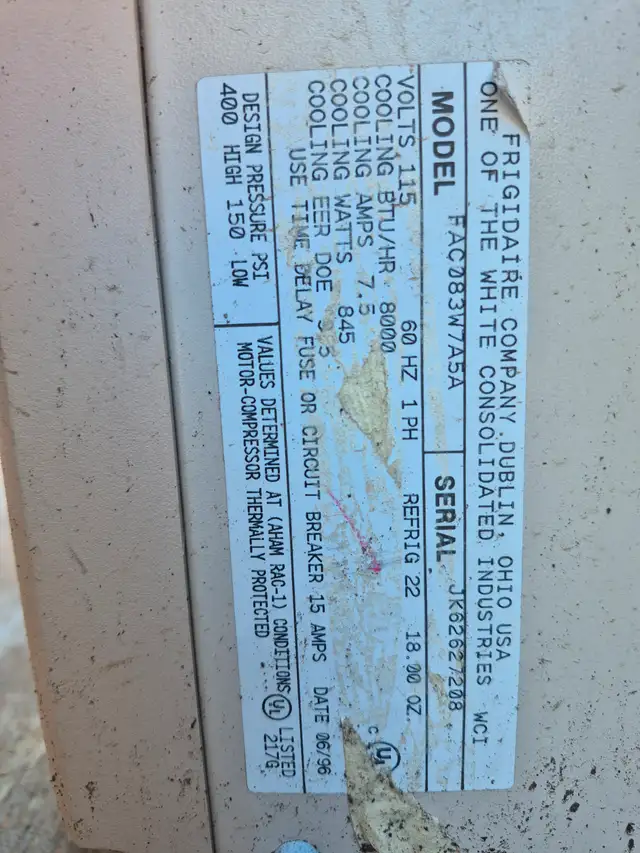 FRIGIDAIRE COMPANY DUBLIN, OHIO USA
ONE OF THE WHITE CONSOLIDATED INDUSTRIES WCI
MODEL FAC083W7A5A SERIAL JK62627208
VOLTS 115 60 HZ 1 PH REFRIG 22 18.00 OZ.
COOLING BTU/HR 8000
COOLING AMPS 7.5
COOLING WATTS 845
COOLING EER DOE
USE TIME DELAY FUSE OR CIRCUIT BREAKER 15 AMPS DATE 06/96
C UL
DESIGN PRESSURE PSI
400 HIGH 150 LOW
VALUES DETERMINED AT (AHAM RAC-1) CONDITIONS
MOTOR-COMPRESSOR THERMALLY PROTECTED
UL LISTED
217G